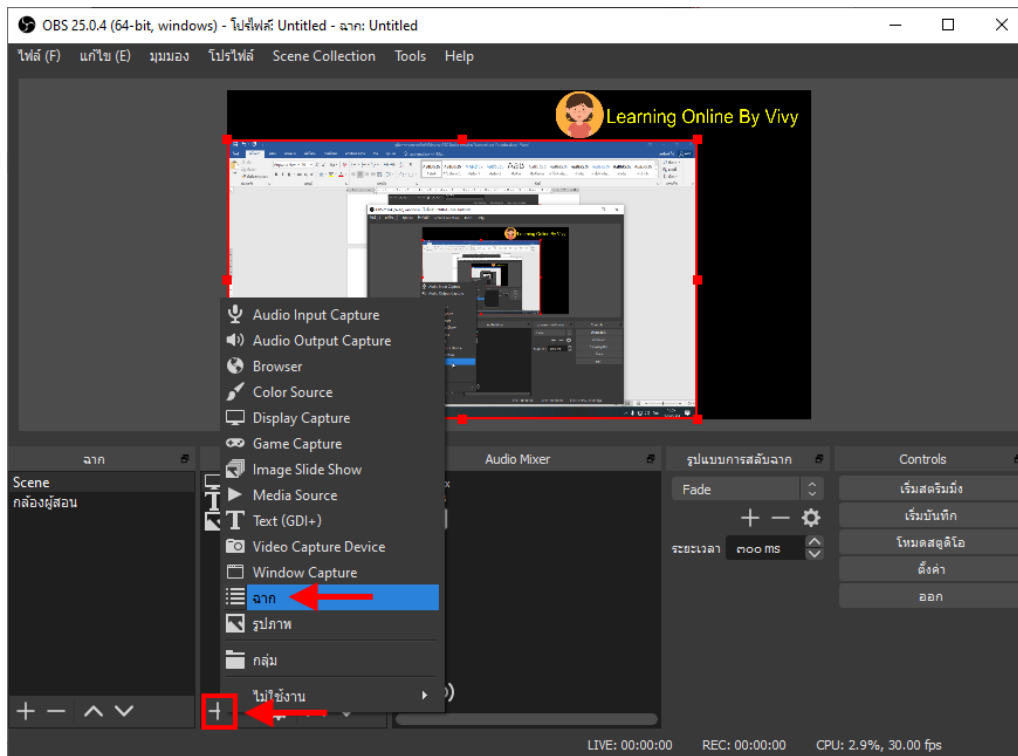 OBS 25.0.4 (64-bit, windows) - โปรไฟล์: Untitled - ฉาก: Untitled
ไฟล์ (F) แก้ไข (E) มุมมอง โปรไฟล์ Scene Collection Tools Help
Learning Online By Vivy
Audio Input Capture
Audio Output Capture
Browser
Color Source
Display Capture
Game Capture
Image Slide Show
Media Source
Text (GDI+)
Video Capture Device
Window Capture
ฉาก
รูปภาพ
กลุ่ม
ไม่ใช้งาน
ฉาก
Scene
กล้องผู้สอน
Audio Mixer
รูปแบบการสลับฉาก
Fade
ระยะเวลา ๓๐๐ ms
Controls
เริ่มสตรีมมิ่ง
เริ่มบันทึก
โหมดสตูดิโอ
ตั้งค่า
ออก
LIVE: 00:00:00 REC: 00:00:00 CPU: 2.9%, 30.00 fps